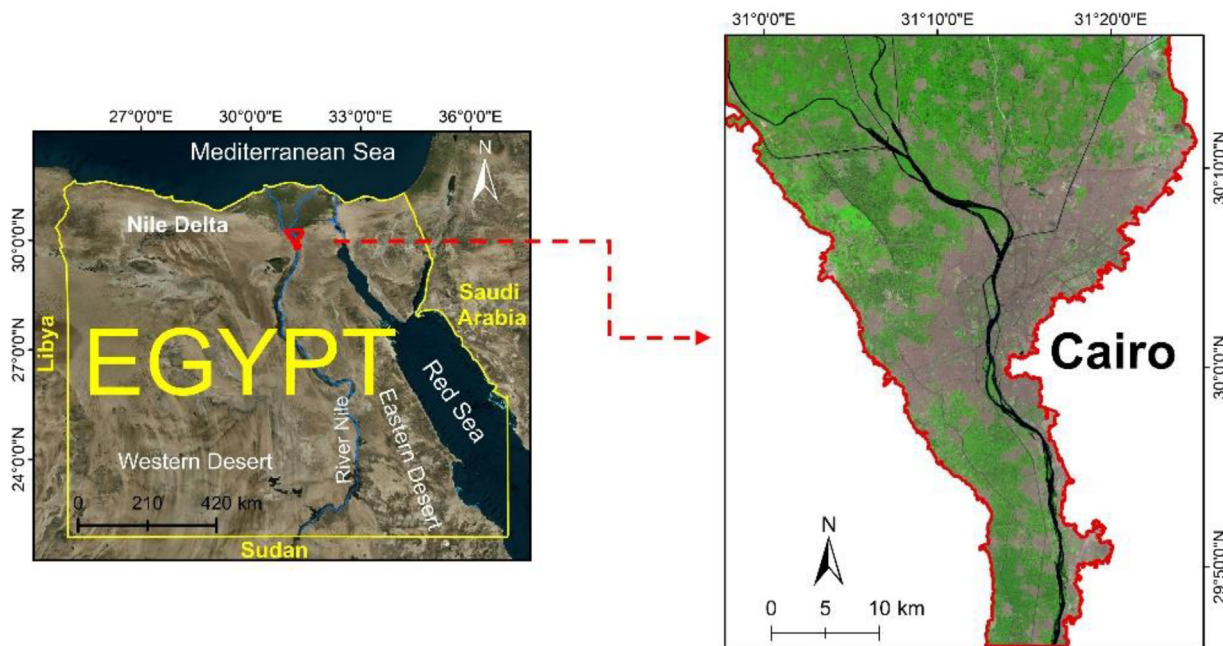 27°0'0"E 30°0'0"E 33°0'0"E 36°0'0"E
Mediterranean Sea
N
Nile Delta
30°0'0"N
Saudi
Arabia
Libya
EGYPT
27°0'0"N
Red Sea
River Nile
Eastern Desert
Western Desert
24°0'0"N
0 210 420 km
Sudan
31°0'0"E 31°10'0"E 31°20'0"E
30°10'0"N
Cairo
30°0'0"N
N
0 5 10 km
29°50'0"N